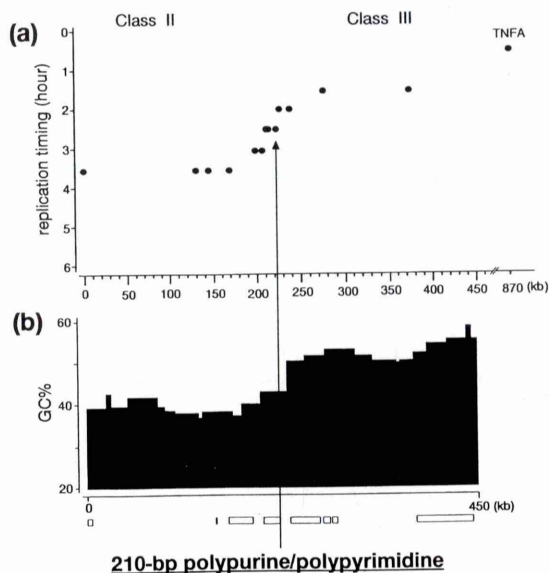 (a)
Class II
Class III
TNFA
replication timing (hour)
0
1
2
3
4
5
6
0 50 100 150 200 250 300 350 400 450 870 (kb)
(b)
GC%
60
40
20
0 450 (kb)
210-bp polypurine/polypyrimidine